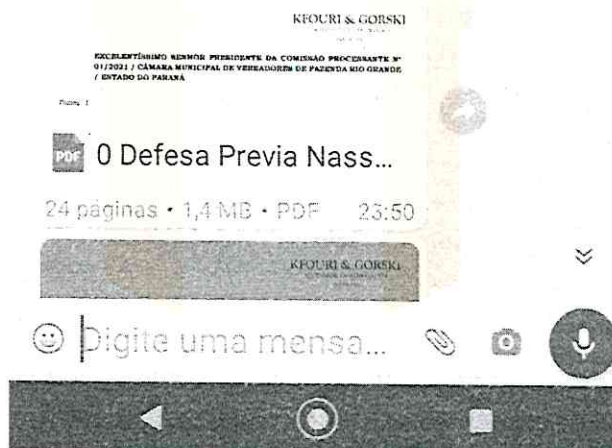 KFOURI & GORSKI
EXCELENTÍSSIMO SENHOR PRESIDENTE DA COMISSÃO PROCESSANTE Nº
01/2021 / CÂMARA MUNICIPAL DE VEREADORES DE FAZENDA RIO GRANDE
/ ESTADO DO PARANÁ
PDF 0 Defesa Previa Nass...
24 páginas • 1,4 MB • PDF 23:50
KFOURI & GORSKI
Digite uma mensa...